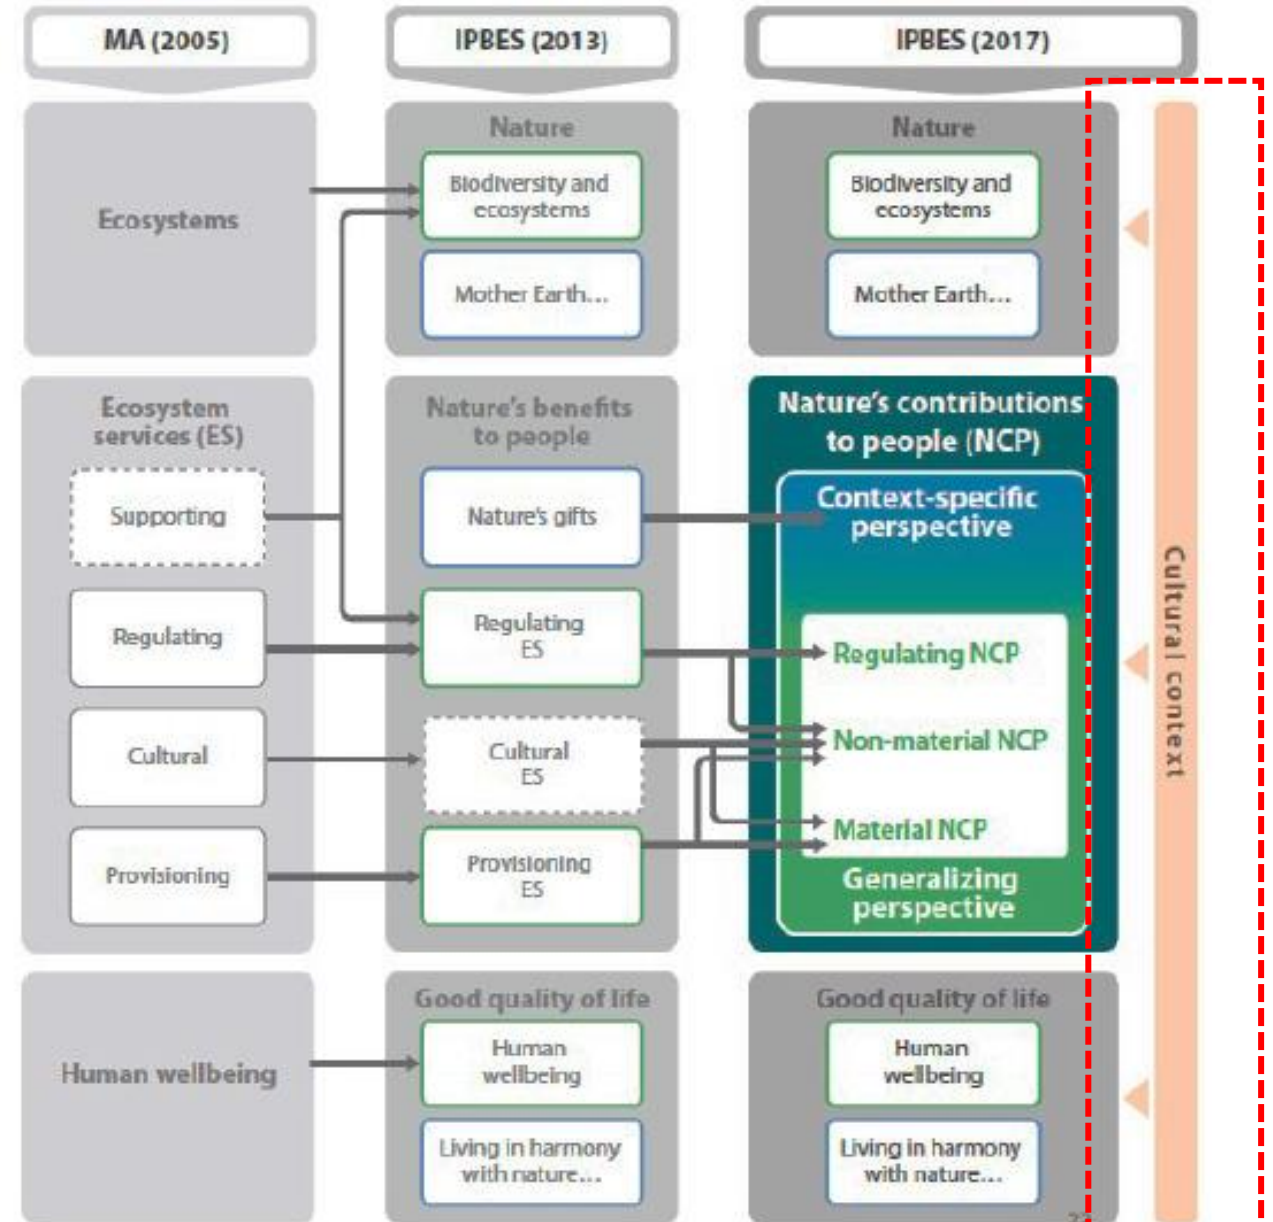 MA (2005)
IPBES (2013)
IPBES (2017)
Ecosystems
Nature
Biodiversity and
ecosystems
Mother Earth...
Nature
Biodiversity and
ecosystems
Mother Earth...
Ecosystem
services (ES)
Supporting
Regulating
Cultural
Provisioning
Nature's benefits
to people
Nature's gifts
Regulating
ES
Cultural
ES
Provisioning
ES
Nature's contributions
to people (NCP)
Context-specific
perspective
Regulating NCP
Non-material NCP
Material NCP
Generalizing
perspective
Human wellbeing
Good quality of life
Human
wellbeing
Living in harmony
with nature...
Good quality of life
Human
wellbeing
Living in harmony
with nature...
Cultural context